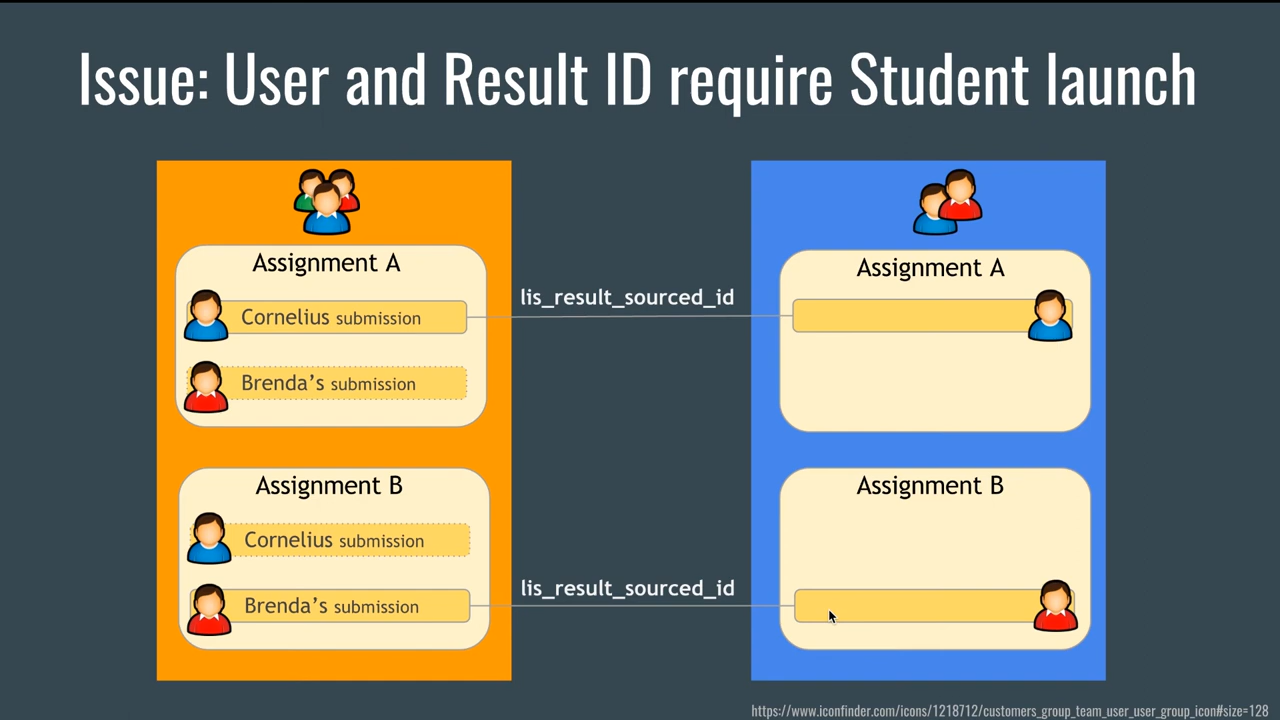 Issue: User and Result ID require Student launch
Assignment A
Cornelius submission
Brenda's submission
Assignment B
Cornelius submission
Brenda's submission
lis_result_sourced_id
lis_result_sourced_id
Assignment A
Assignment B
https://www.iconfinder.com/icons/1218712/customers_group_team_user_user_group_icon#size=128